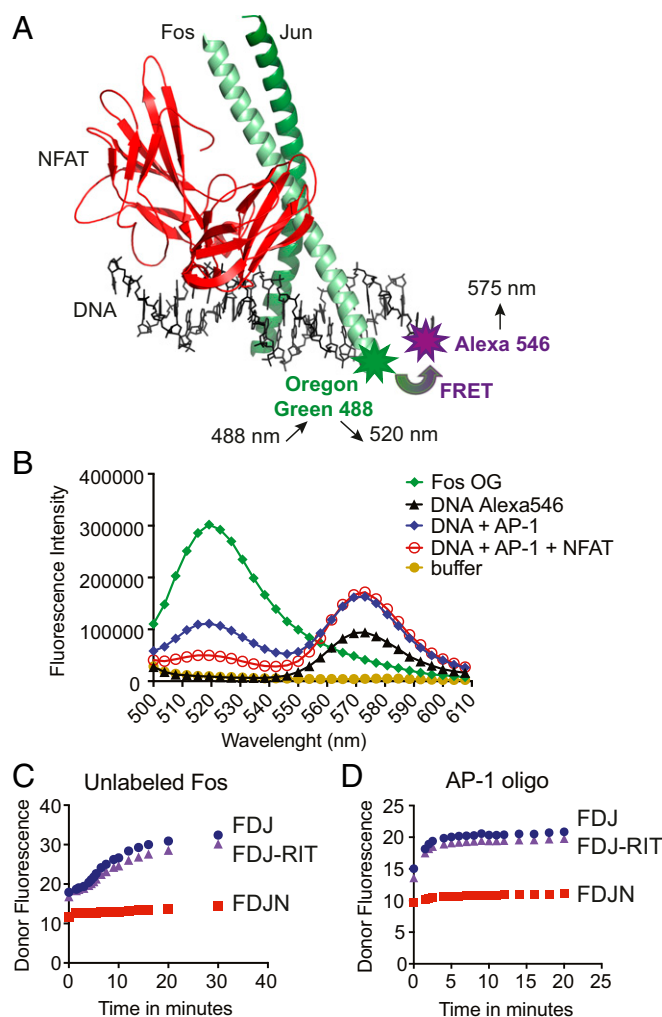 A
Fos
Jun
NFAT
DNA
575 nm
Alexa 546
Oregon
Green 488
FRET
488 nm
520 nm
B
Fluorescence Intensity
400000
300000
200000
100000
0
500
510
520
530
540
550
560
570
580
590
600
610
Wavelenght (nm)
Fos OG
DNA Alexa546
DNA + AP-1
DNA + AP-1 + NFAT
buffer
C
Unlabeled Fos
Donor Fluorescence
40
30
20
10
0
0
10
20
30
40
Time in minutes
FDJ
FDJ-RIT
FDJN
D
AP-1 oligo
Donor Fluorescence
25
20
15
10
5
0
0
5
10
15
20
25
Time in minutes
FDJ
FDJ-RIT
FDJN